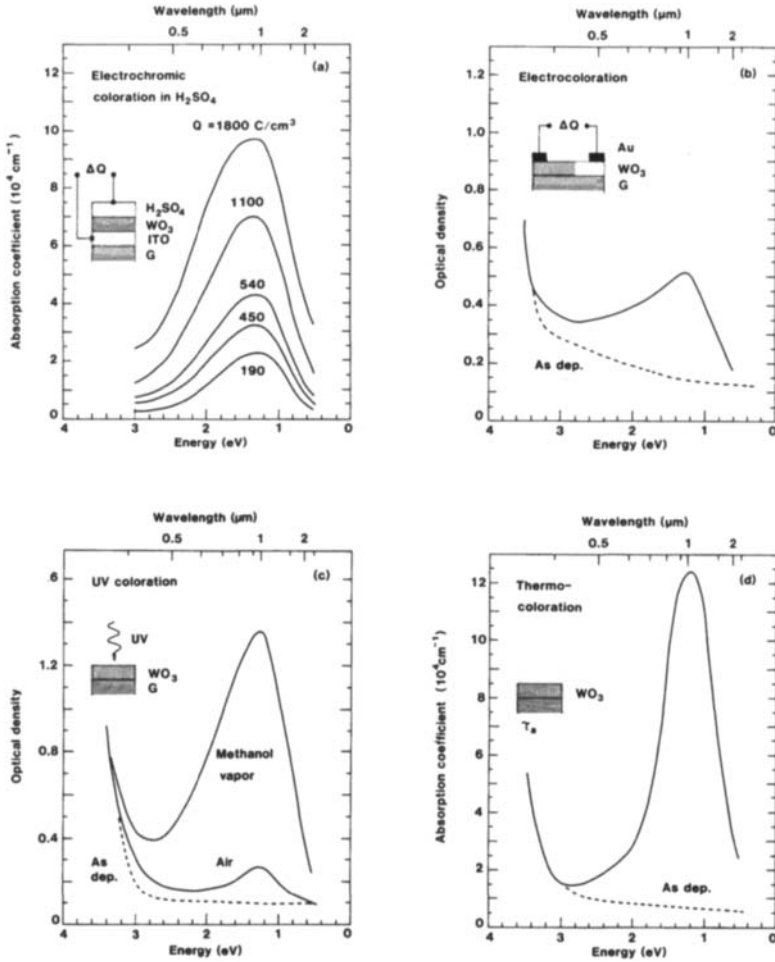 Wavelength (μm)
0.5 1 2
(a)
Electrochromic
coloration in H₂SO₄
Q = 1800 C/cm³
1100
540
450
190
ΔQ
H₂SO₄
WO₃
ITO
G
Absorption coefficient (10⁴ cm⁻¹)
12
10
8
6
4
2
0
4 3 2 1 0
Energy (eV)
Wavelength (μm)
0.5 1 2
(b)
Electrocoloration
ΔQ
Au
WO₃
G
As dep.
Optical density
1.2
1.0
0.8
0.6
0.4
0.2
0
4 3 2 1 0
Energy (eV)
Wavelength (μm)
0.5 1 2
(c)
UV coloration
UV
WO₃
G
Methanol
vapor
Air
As
dep.
Optical density
.6
1.2
0.8
0.4
0
4 3 2 1 0
Energy (eV)
Wavelength (μm)
0.5 1 2
(d)
Thermo-
coloration
WO₃
τₐ
As dep.
Absorption coefficient (10⁴cm⁻¹)
12
10
8
6
4
2
0
4 3 2 1 0
Energy (eV)